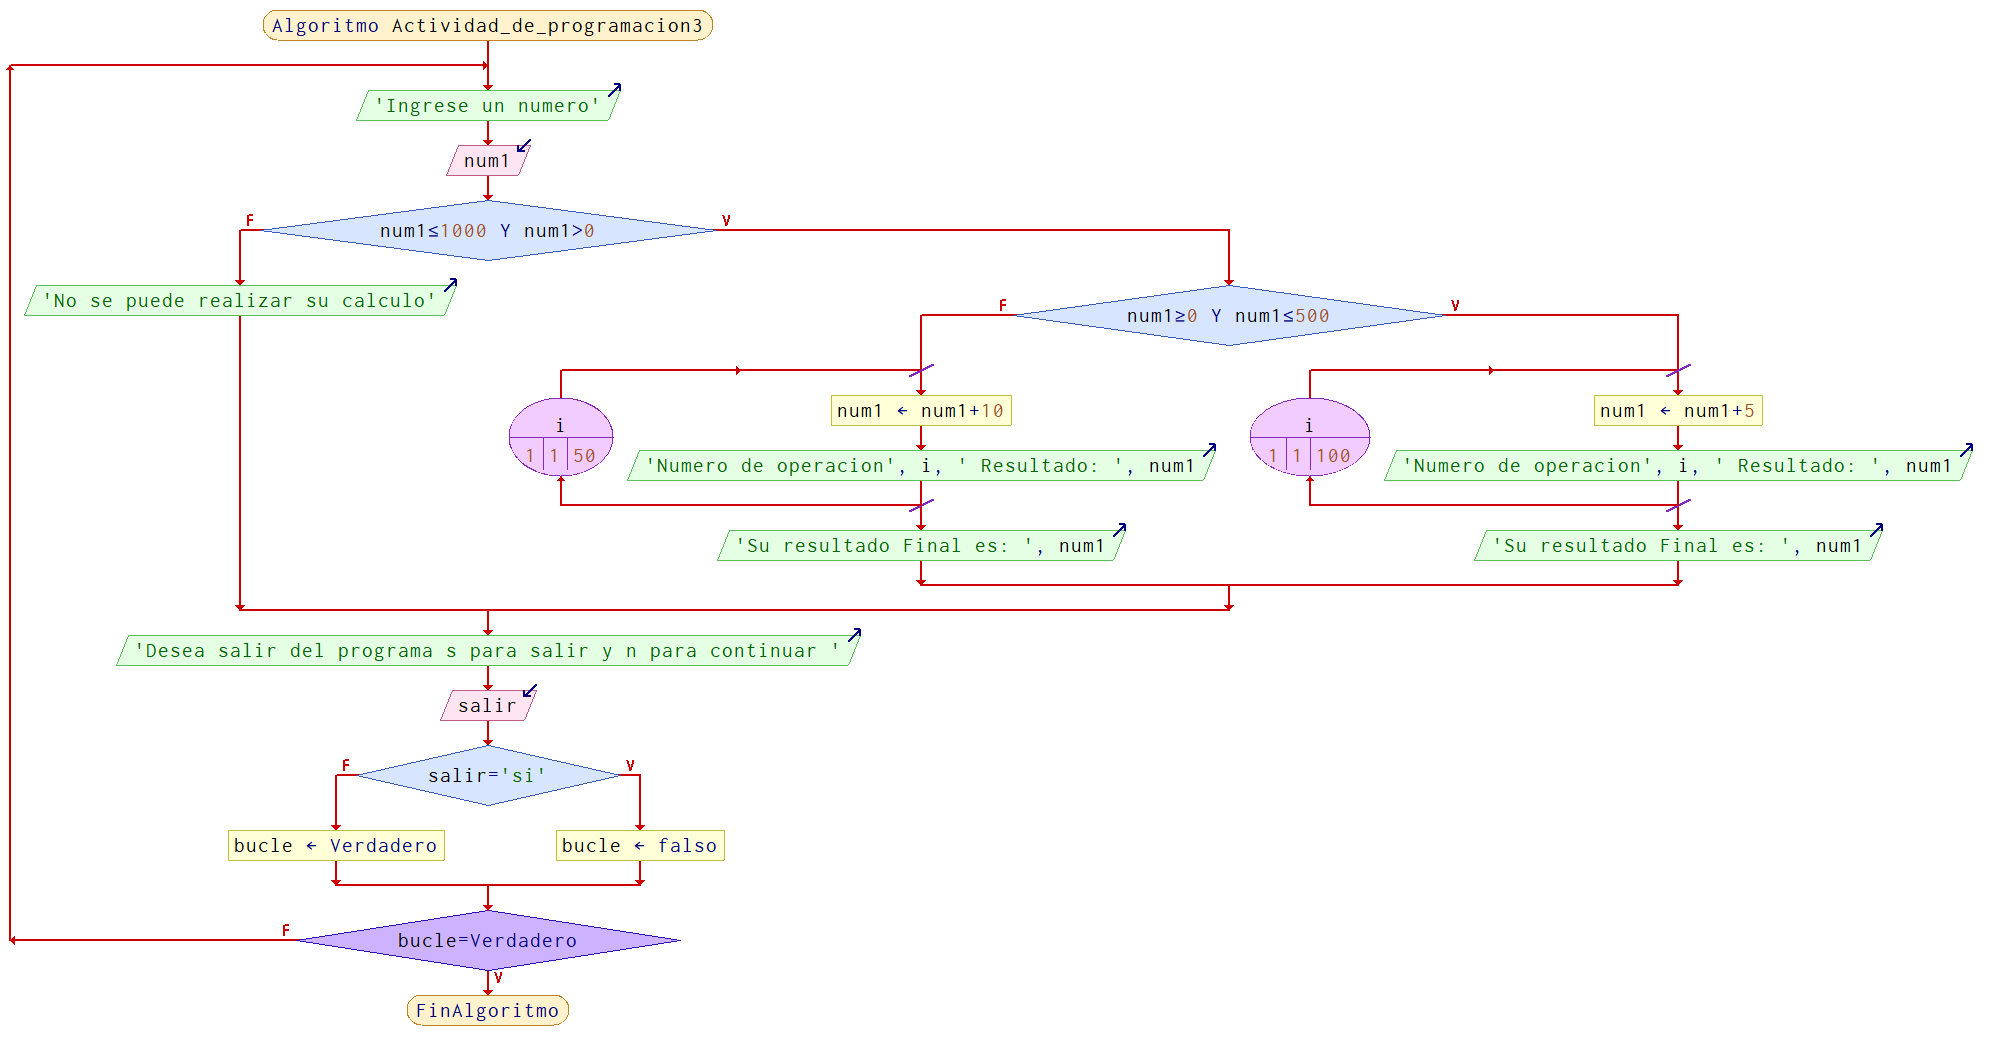 Algoritmo Actividad_de_programacion3
'Ingrese un numero'
num1
F
num1≤1000 Y num1>0
V
'No se puede realizar su calculo'
F
num1≥0 Y num1≤500
V
i
1 1 50
num1 ← num1+10
'Numero de operacion', i, ' Resultado: ', num1
'Su resultado Final es: ', num1
i
1 1 100
num1 ← num1+5
'Numero de operacion', i, ' Resultado: ', num1
'Su resultado Final es: ', num1
'Desea salir del programa s para salir y n para continuar '
salir
F
salir='si'
V
bucle ← Verdadero
bucle ← falso
F
bucle=Verdadero
V
FinAlgoritmo